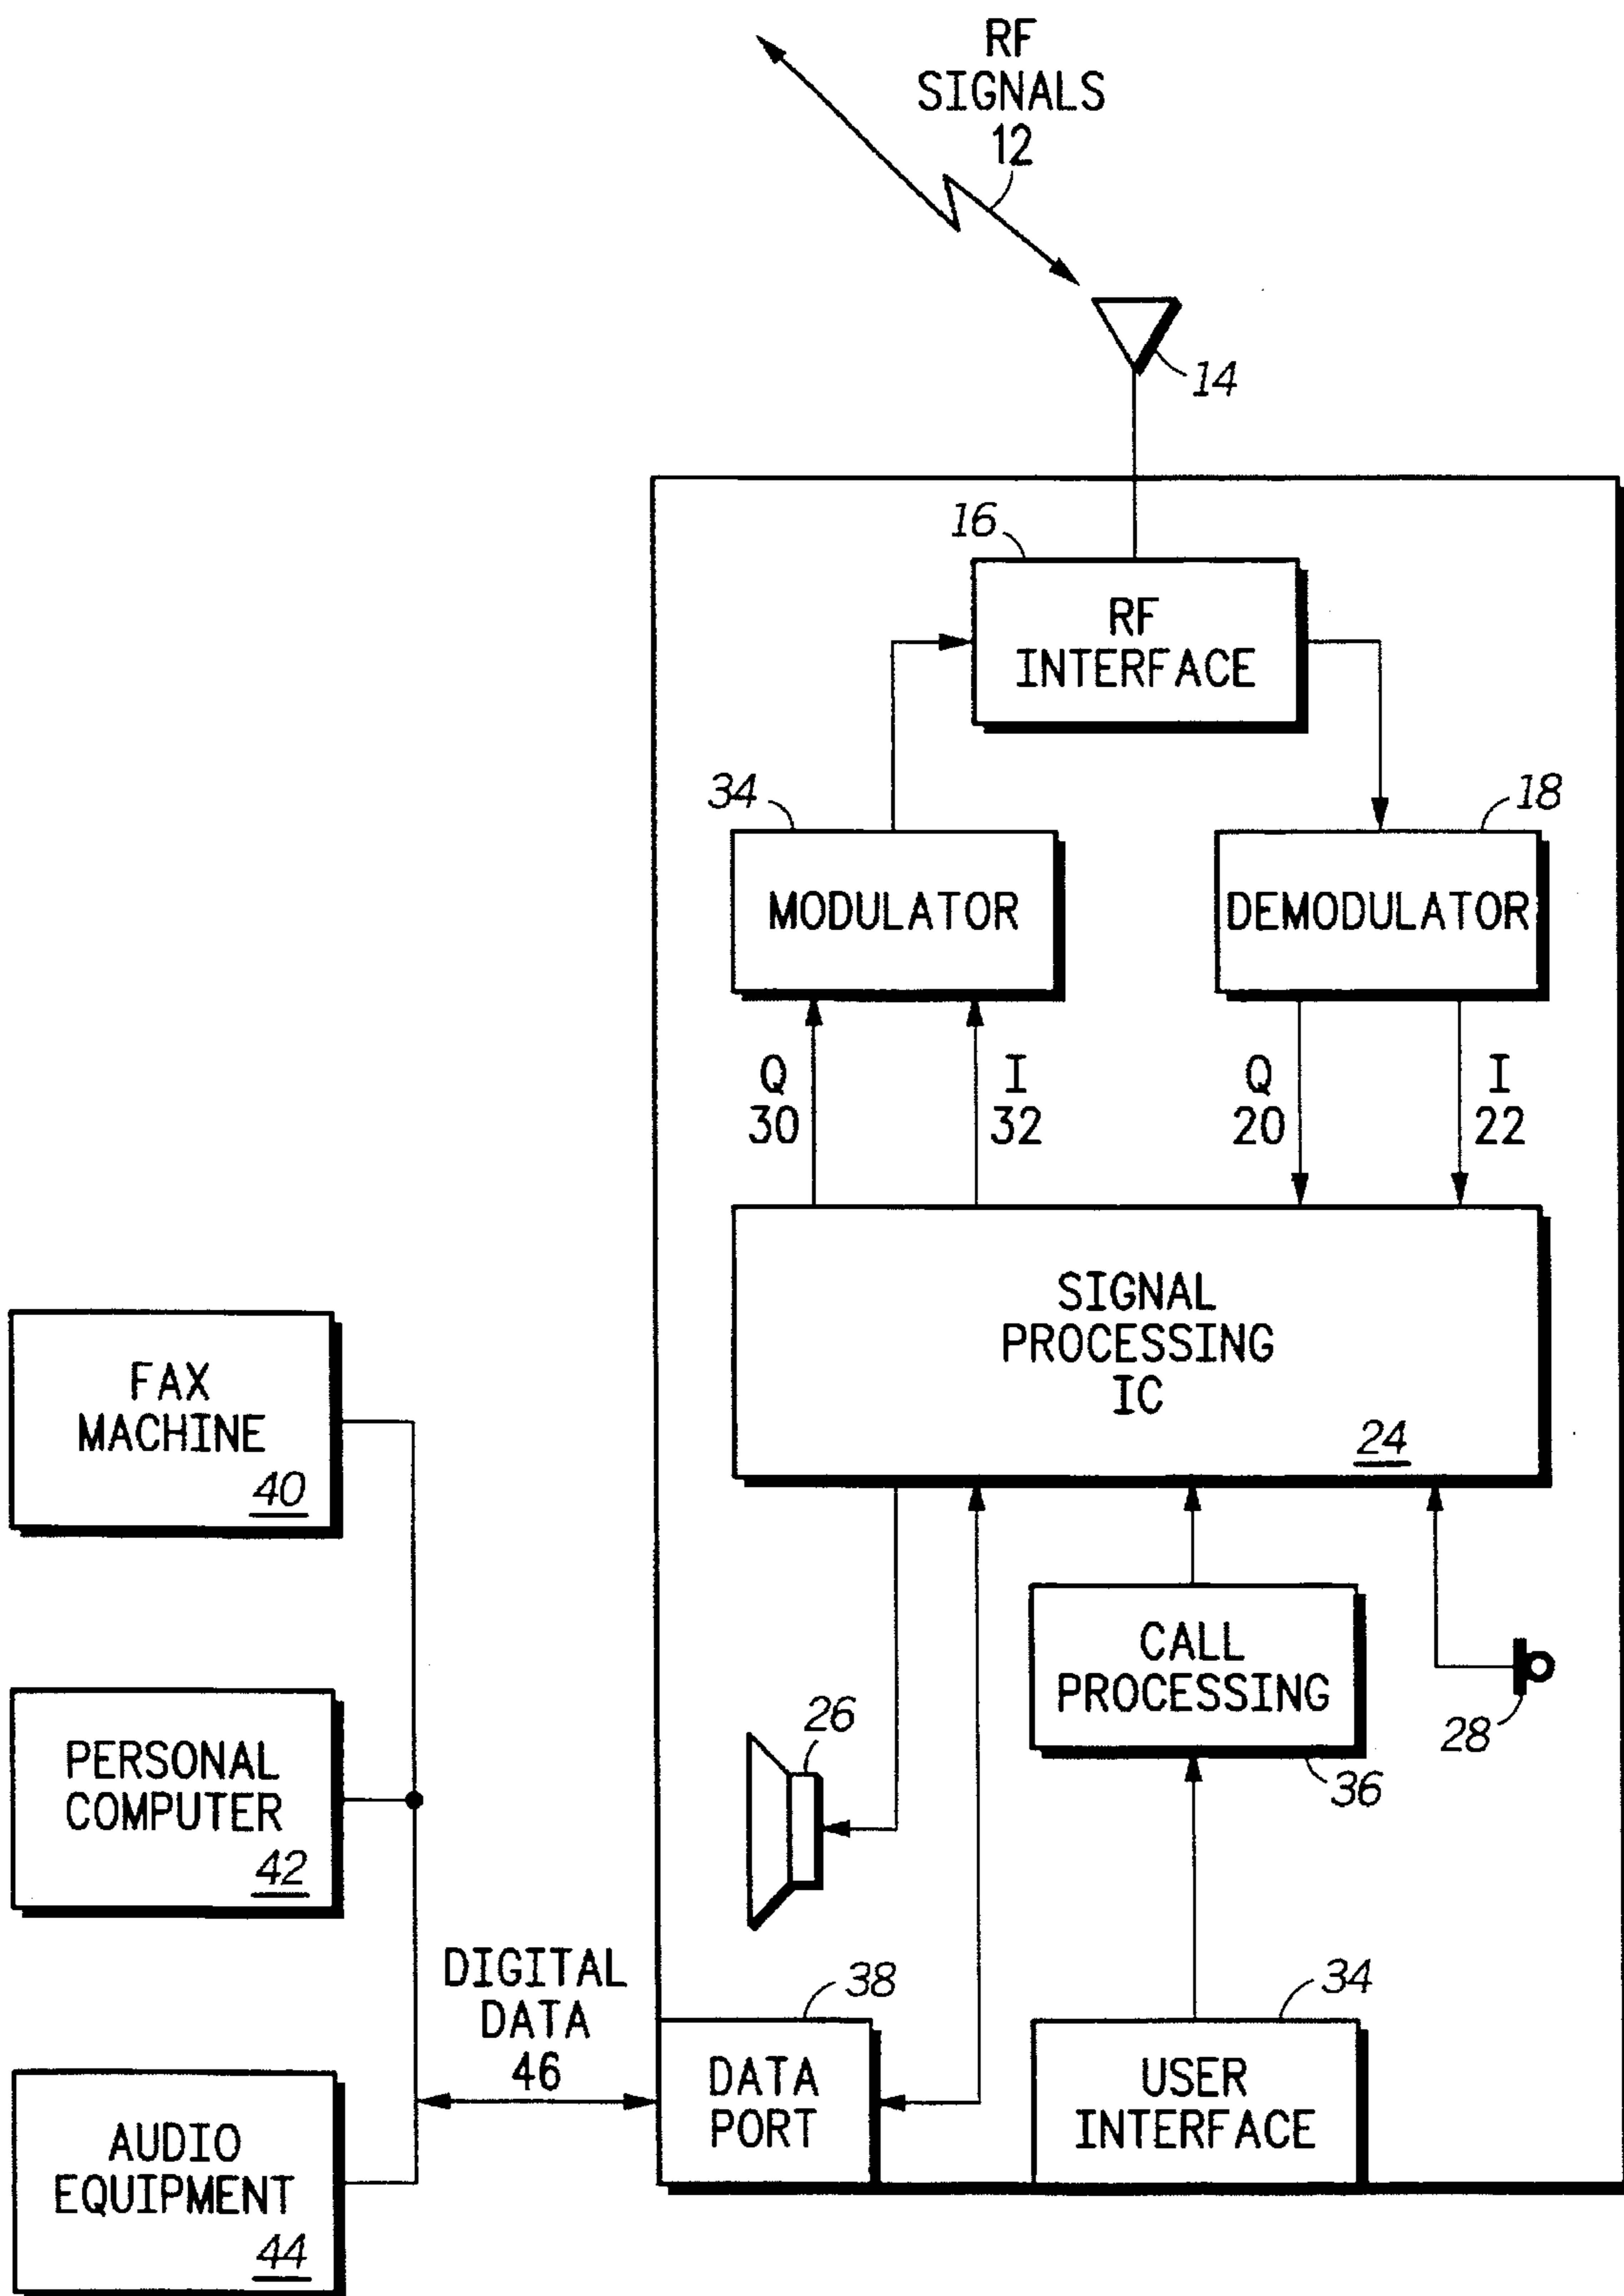 RF
SIGNALS
12
14
16
RF
INTERFACE
34
18
MODULATOR
DEMODULATOR
Q
30
I
32
Q
20
I
22
SIGNAL
PROCESSING
IC
24
FAX
MACHINE
40
CALL
PROCESSING
36
28
26
PERSONAL
COMPUTER
42
DIGITAL
DATA
46
38
DATA
PORT
34
USER
INTERFACE
AUDIO
EQUIPMENT
44